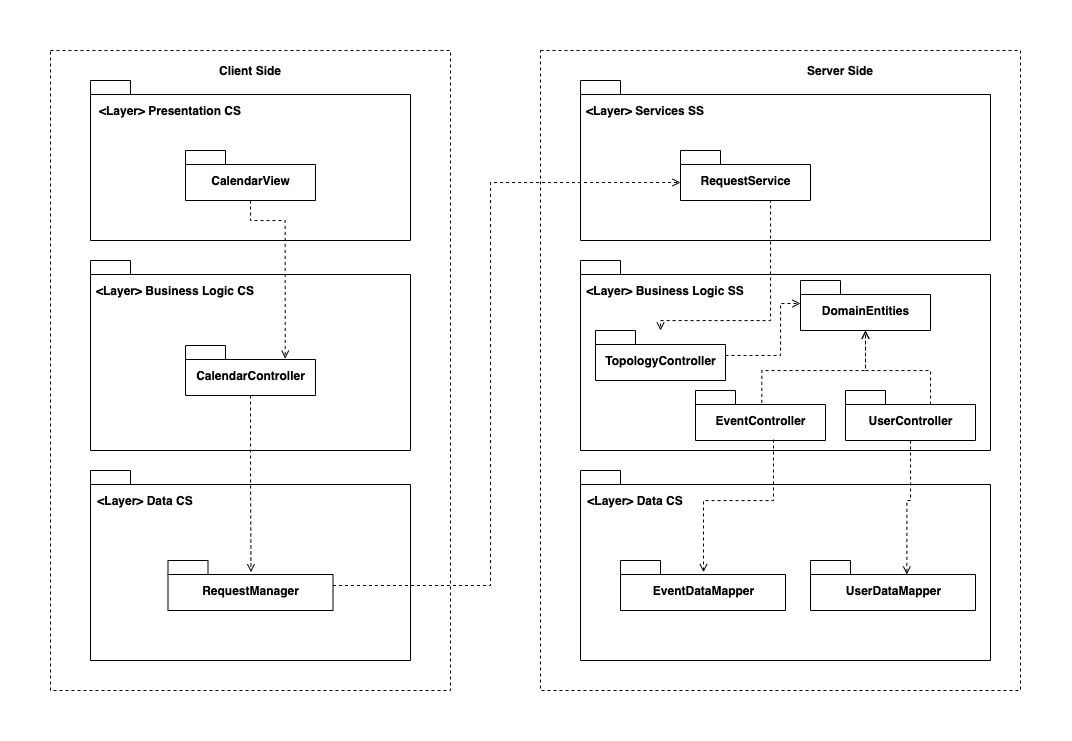 Client Side
<Layer> Presentation CS
CalendarView
<Layer> Business Logic CS
CalendarController
<Layer> Data CS
RequestManager
Server Side
<Layer> Services SS
RequestService
<Layer> Business Logic SS
DomainEntities
TopologyController
EventController
UserController
<Layer> Data CS
EventDataMapper
UserDataMapper